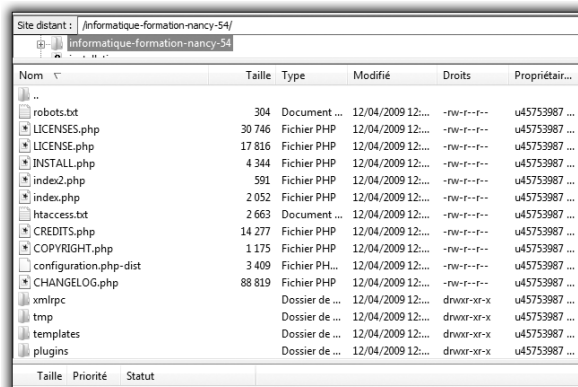 Site distant : /informatique-formation-nancy-54/
informatique-formation-nancy-54
Nom Taille Type Modifié Droits Propriétair...
..
robots.txt 304 Document ... 12/04/2009 12:... -rw-r--r-- u45753987 ...
LICENSES.php 30 746 Fichier PHP 12/04/2009 12:... -rw-r--r-- u45753987 ...
LICENSE.php 17 816 Fichier PHP 12/04/2009 12:... -rw-r--r-- u45753987 ...
INSTALL.php 4 344 Fichier PHP 12/04/2009 12:... -rw-r--r-- u45753987 ...
index2.php 591 Fichier PHP 12/04/2009 12:... -rw-r--r-- u45753987 ...
index.php 2 052 Fichier PHP 12/04/2009 12:... -rw-r--r-- u45753987 ...
htaccess.txt 2 663 Document ... 12/04/2009 12:... -rw-r--r-- u45753987 ...
CREDITS.php 14 277 Fichier PHP 12/04/2009 12:... -rw-r--r-- u45753987 ...
COPYRIGHT.php 1 175 Fichier PHP 12/04/2009 12:... -rw-r--r-- u45753987 ...
configuration.php-dist 3 409 Fichier PH... 12/04/2009 12:... -rw-r--r-- u45753987 ...
CHANGELOG.php 88 819 Fichier PHP 12/04/2009 12:... -rw-r--r-- u45753987 ...
xmlrpc Dossier de ... 12/04/2009 12:... drwxr-xr-x u45753987 ...
tmp Dossier de ... 12/04/2009 12:... drwxr-xr-x u45753987 ...
templates Dossier de ... 12/04/2009 12:... drwxr-xr-x u45753987 ...
plugins Dossier de ... 12/04/2009 12:... drwxr-xr-x u45753987 ...
Taille Priorité Statut